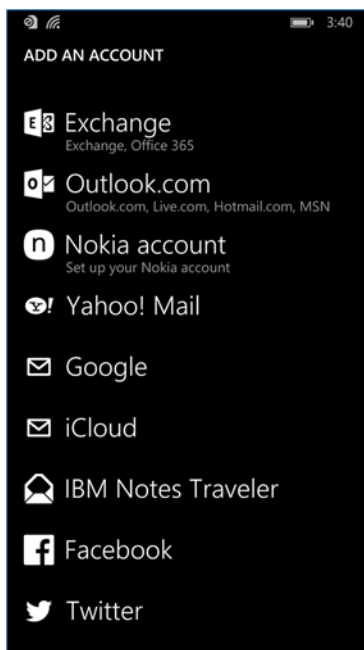 3:40
ADD AN ACCOUNT
Exchange
Exchange, Office 365
Outlook.com
Outlook.com, Live.com, Hotmail.com, MSN
Nokia account
Set up your Nokia account
Yahoo! Mail
Google
iCloud
IBM Notes Traveler
Facebook
Twitter